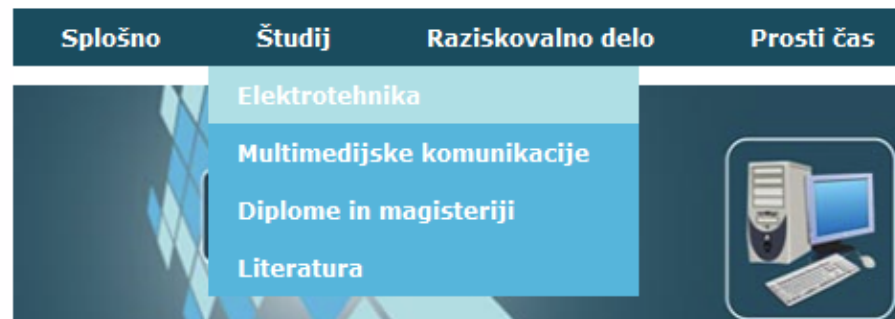 Splošno Študij Raziskovalno delo Prosti čas
Elektrotehnika
Multimedijske komunikacije
Diplome in magisteriji
Literatura